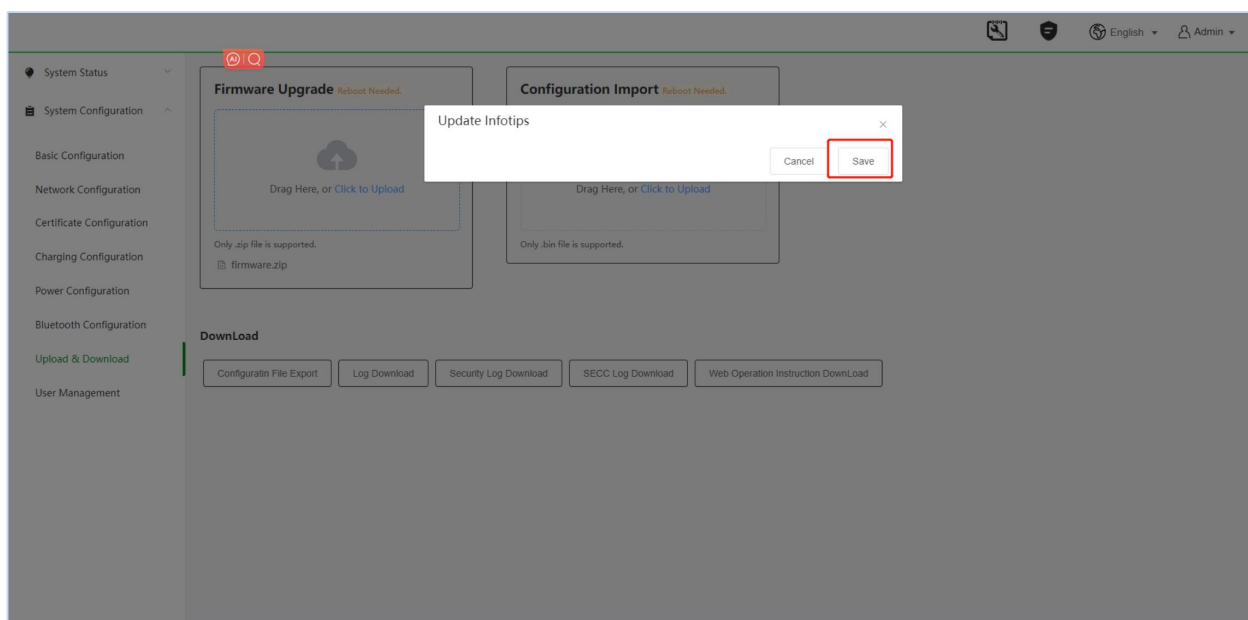 English
Admin
AI
System Status
System Configuration
Basic Configuration
Network Configuration
Certificate Configuration
Charging Configuration
Power Configuration
Bluetooth Configuration
Upload & Download
User Management
Firmware Upgrade Reboot Needed.
Drag Here, or Click to Upload
Only .zip file is supported.
firmware.zip
Configuration Import Reboot Needed.
Drag Here, or Click to Upload
Only .bin file is supported.
Update Infotips
Cancel
Save
DownLoad
Configuratin File Export
Log Download
Security Log Download
SECC Log Download
Web Operation Instruction DownLoad